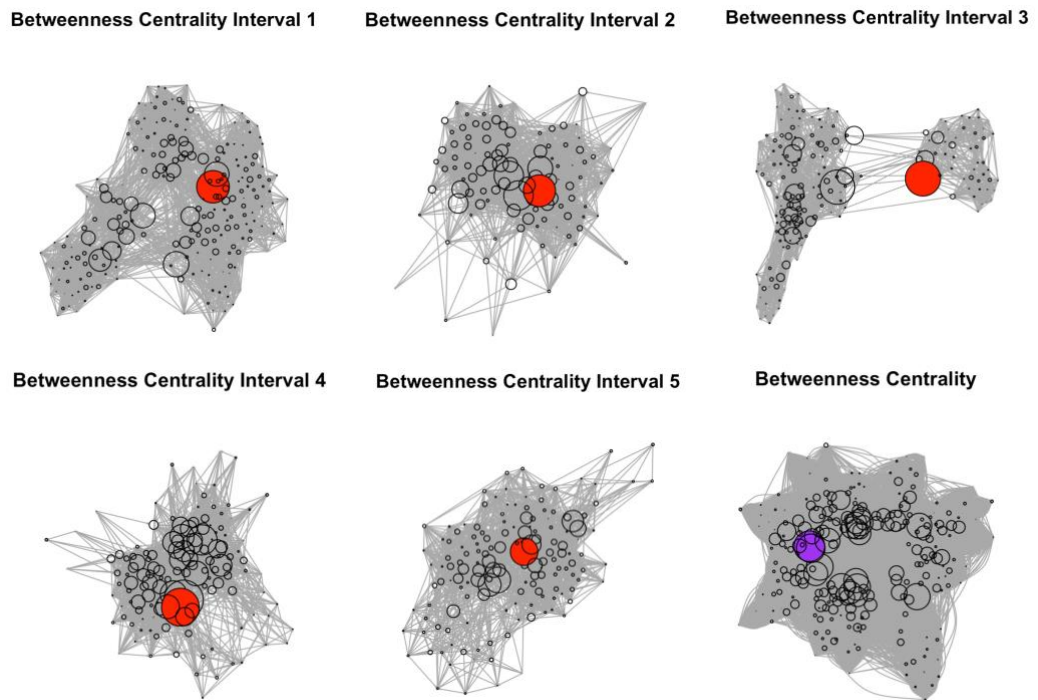 Betweenness Centrality Interval 1
Betweenness Centrality Interval 2
Betweenness Centrality Interval 3
Betweenness Centrality Interval 4
Betweenness Centrality Interval 5
Betweenness Centrality